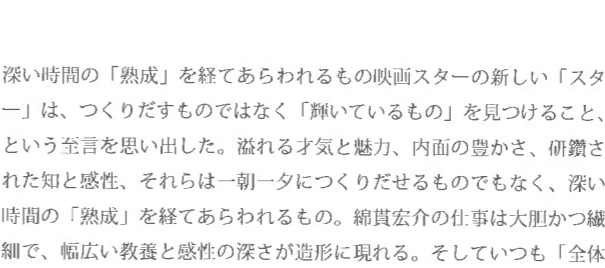 深い時間の「熟成」を経てあらわれるもの映画スターの新しい「スタ
ー」は、つくりだすものではなく「輝いているもの」を見つけること、
という至言を思い出した。溢れる才気と魅力、内面の豊かさ、研鑽さ
れた知と感性、それらは一朝一夕につくりだせるものでもなく、深い
時間の「熟成」を経てあらわれるもの。綿貫宏介の仕事は大胆かつ繊
細で、幅広い教養と感性の深さが造形に現れる。そしていつも「全体